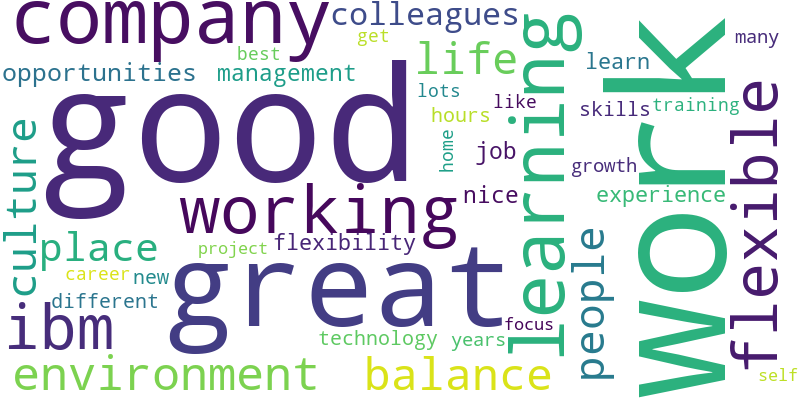 company
colleagues
get
best
opportunities
management
life
learn
many
good
lots
like
hours
skills
training
learning
work
flexible
culture
home
job
growth
working
nice
experience
place
flexibility
project
people
career
new
great
different
ibm
focus
technology
years
environment
balance
self